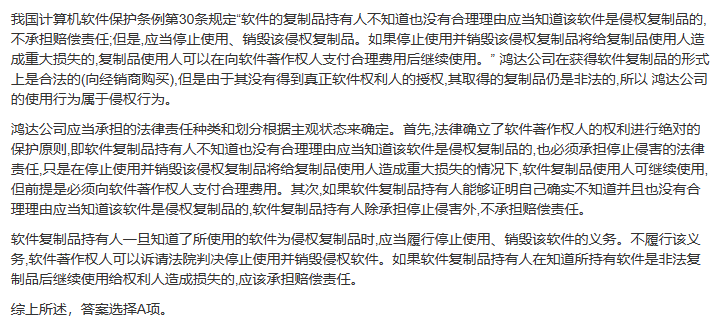 我国计算机软件保护条例第30条规定“软件的复制品持有人不知道也没有合理理由应当知道该软件是侵权复制品的,
不承担赔偿责任;但是,应当停止使用、销毁该侵权复制品。如果停止使用并销毁该侵权复制品将给复制品使用人造
成重大损失的,复制品使用人可以在向软件著作权人支付合理费用后继续使用。” 鸿达公司在获得软件复制品的形式
上是合法的(向经销商购买),但是由于其没有得到真正软件权利人的授权,其取得的复制品仍是非法的,所以 鸿达公司
的使用行为属于侵权行为。
鸿达公司应当承担的法律责任种类和划分根据主观状态来确定。首先,法律确立了软件著作权人的权利进行绝对的
保护原则,即软件复制品持有人不知道也没有合理理由应当知道该软件是侵权复制品的,也必须承担停止侵害的法律
责任,只是在停止使用并销毁该侵权复制品将给复制品使用人造成重大损失的情况下,软件复制品使用人可继续使用,
但前提是必须向软件著作权人支付合理费用。其次,如果软件复制品持有人能够证明自己确实不知道并且也没有合
理理由应当知道该软件是侵权复制品的,软件复制品持有人除承担停止侵害外,不承担赔偿责任。
软件复制品持有人一旦知道了所使用的软件为侵权复制品时,应当履行停止使用、销毁该软件的义务。不履行该义
务,软件著作权人可以诉请法院判决停止使用并销毁侵权软件。如果软件复制品持有人在知道所持有软件是非法复
制品后继续使用给权利人造成损失的,应该承担赔偿责任。
综上所述，答案选择A项。